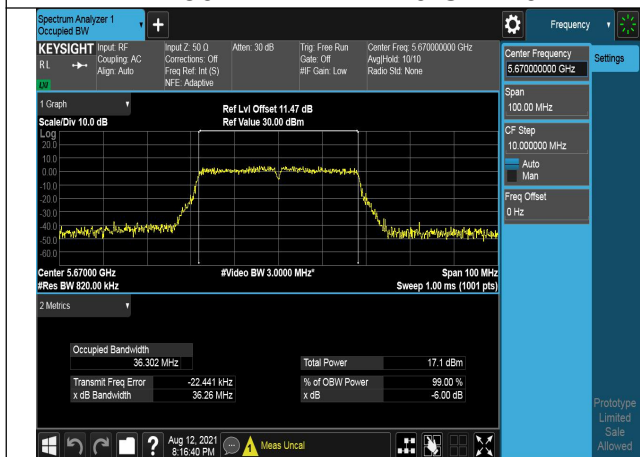 Spectrum Analyzer 1
Occupied BW
Frequency
KEYSIGHT
RL
Input: RF
Coupling: AC
Align: Auto
Input Z: 50 Ω
Corrections: Off
Freq Ref: Int (S)
NFE: Adaptive
Atten: 30 dB
Trig: Free Run
Gate: Off
#IF Gain: Low
Center Freq: 5.670000000 GHz
Avg|Hold: 10/10
Radio Std: None
Center Frequency
5.670000000 GHz
Settings
Span
100.00 MHz
CF Step
10.000000 MHz
Auto
Man
Freq Offset
0 Hz
1 Graph
Scale/Div 10.0 dB
Ref Lvl Offset 11.47 dB
Ref Value 30.00 dBm
Log
20.0
10.0
0.00
-10.0
-20.0
-30.0
-40.0
-50.0
-60.0
Center 5.67000 GHz
#Res BW 820.00 kHz
#Video BW 3.0000 MHz*
Span 100 MHz
Sweep 1.00 ms (1001 pts)
2 Metrics
Occupied Bandwidth
36.302 MHz
Total Power 17.1 dBm
Transmit Freq Error -22.441 kHz
% of OBW Power 99.00 %
x dB Bandwidth 36.26 MHz
x dB -6.00 dB
Prototype
Limited
Sale
Allowed
?
Aug 12, 2021
8:16:40 PM
1
Meas Uncal